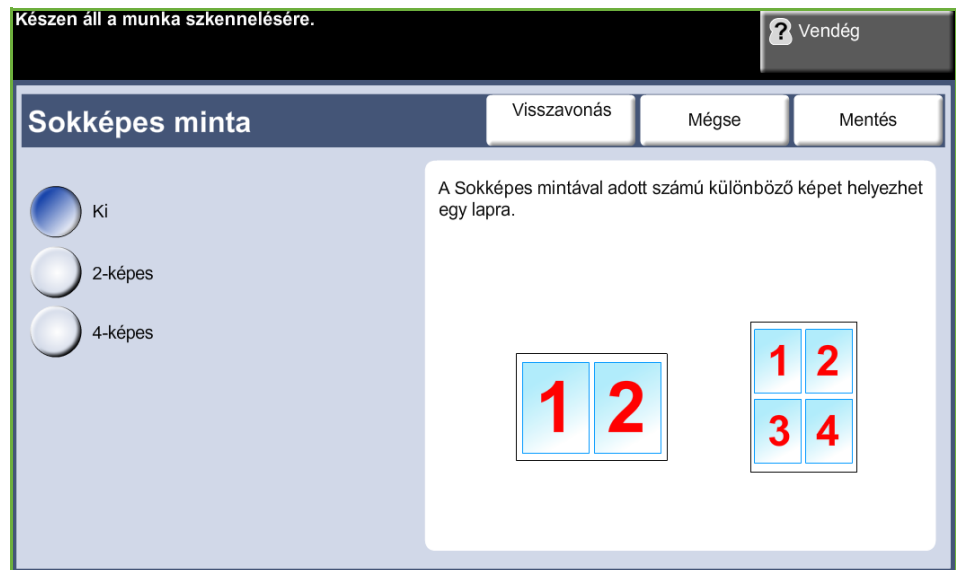 Készen áll a munka szkennelésére.
? Vendég
Sokképes minta
Visszavonás
Mégse
Mentés
Ki
2-képes
4-képes
A Sokképes mintával adott számú különböző képet helyezhet
egy lapra.
1 2
1 2
3 4